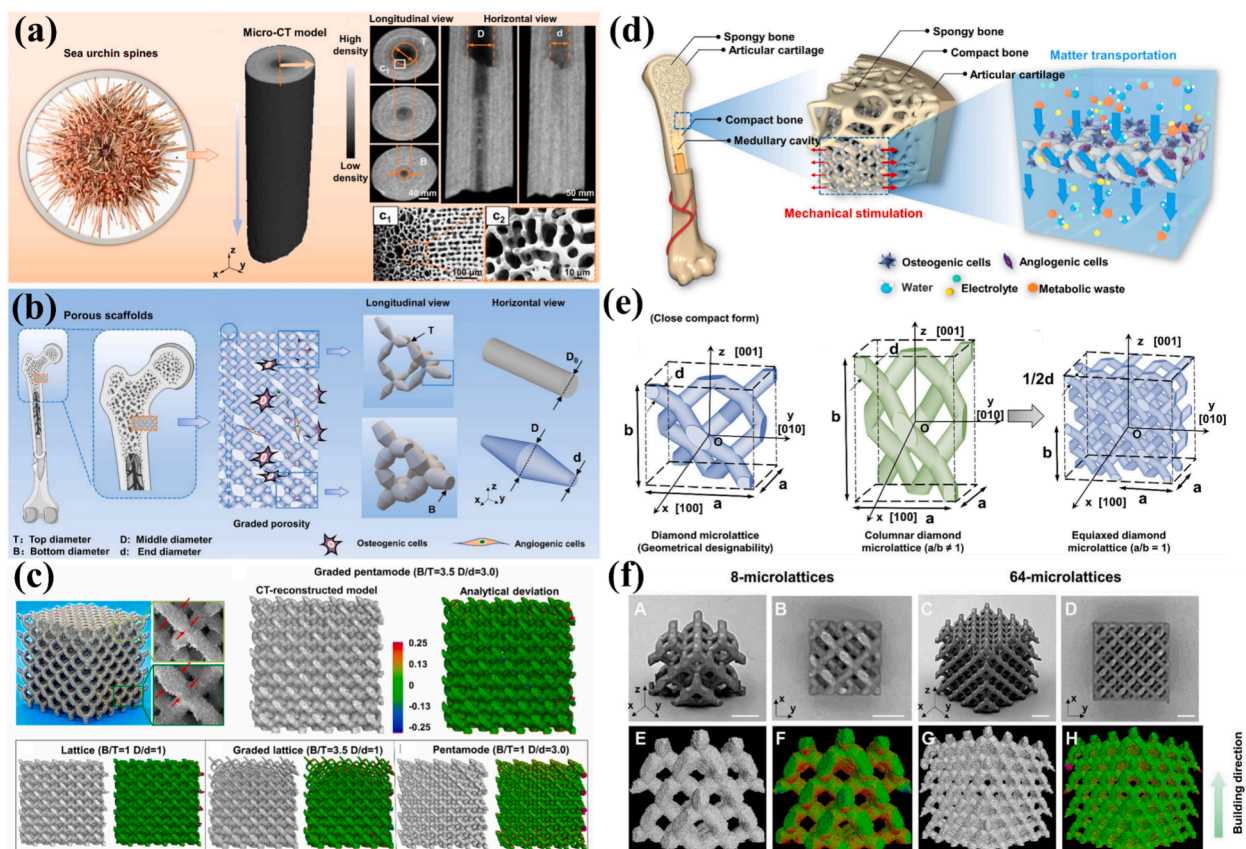 (a)
Sea urchin spines
Micro-CT model
High
density
Low
density
z
x
y
Longitudinal view
Horizontal view
T
c₁
B
40 mm
D
d
50 mm
c₁
100 μm
c₂
10 μm
(b)
Porous scaffolds
Graded porosity
Longitudinal view
Horizontal view
T
B
D₀
D
d
z
x
y
T: Top diameter
D: Middle diameter
B: Bottom diameter
d: End diameter
Osteogenic cells
Angiogenic cells
(c)
Graded pentamode (B/T=3.5 D/d=3.0)
CT-reconstructed model
Analytical deviation
0.25
0.13
0
-0.13
-0.25
Lattice (B/T=1 D/d=1)
Graded lattice (B/T=3.5 D/d=1)
Pentamode (B/T=1 D/d=3.0)
(d)
Spongy bone
Articular cartilage
Compact bone
Medullary cavity
Spongy bone
Compact bone
Articular cartilage
Mechanical stimulation
Matter transportation
Osteogenic cells
Anglogenic cells
Water
Electrolyte
Metabolic waste
(e)
(Close compact form)
z
[001]
d
b
y
[010]
O
x
[100]
a
a
Diamond microlattice
(Geometrical designability)
z
[001]
d
b
y
[010]
O
x
[100]
a
a
Columnar diamond
microlattice (a/b ≠ 1)
z
[001]
1/2d
b
y
[010]
O
x
[100]
a
a
Equiaxed diamond
microlattice (a/b = 1)
(f)
8-microlattices
64-microlattices
A
z
x
y
B
y
x
C
z
x
y
D
y
x
E
F
G
H
Building direction